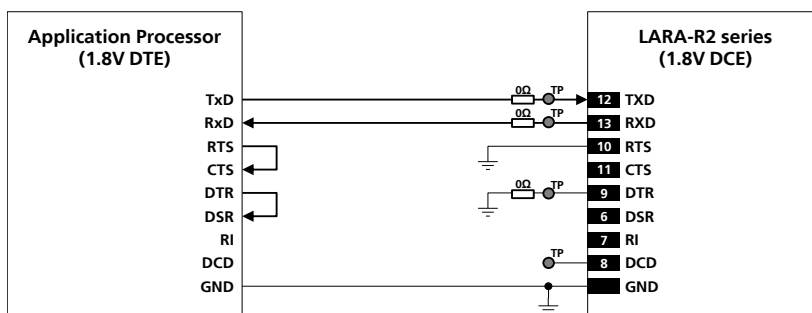 Application Processor
(1.8V DTE)
LARA-R2 series
(1.8V DCE)
TxD 0Ω TP 12 TXD
RxD 0Ω TP 13 RXD
RTS 10 RTS
CTS 11 CTS
DTR 0Ω TP 9 DTR
DSR 6 DSR
RI 7 RI
DCD TP 8 DCD
GND GND